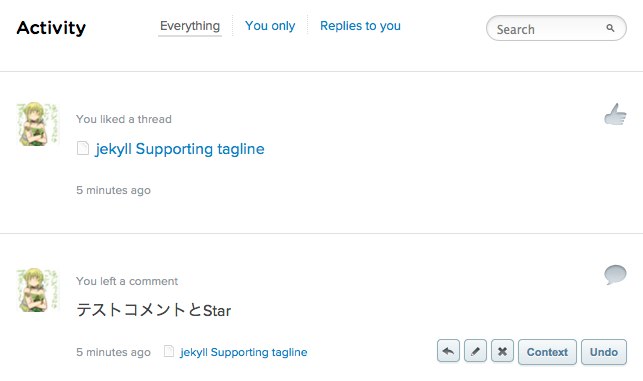 Activity Everything You only Replies to you Search
You liked a thread
jekyll Supporting tagline
5 minutes ago
You left a comment
テストコメントとStar
5 minutes ago jekyll Supporting tagline Context Undo